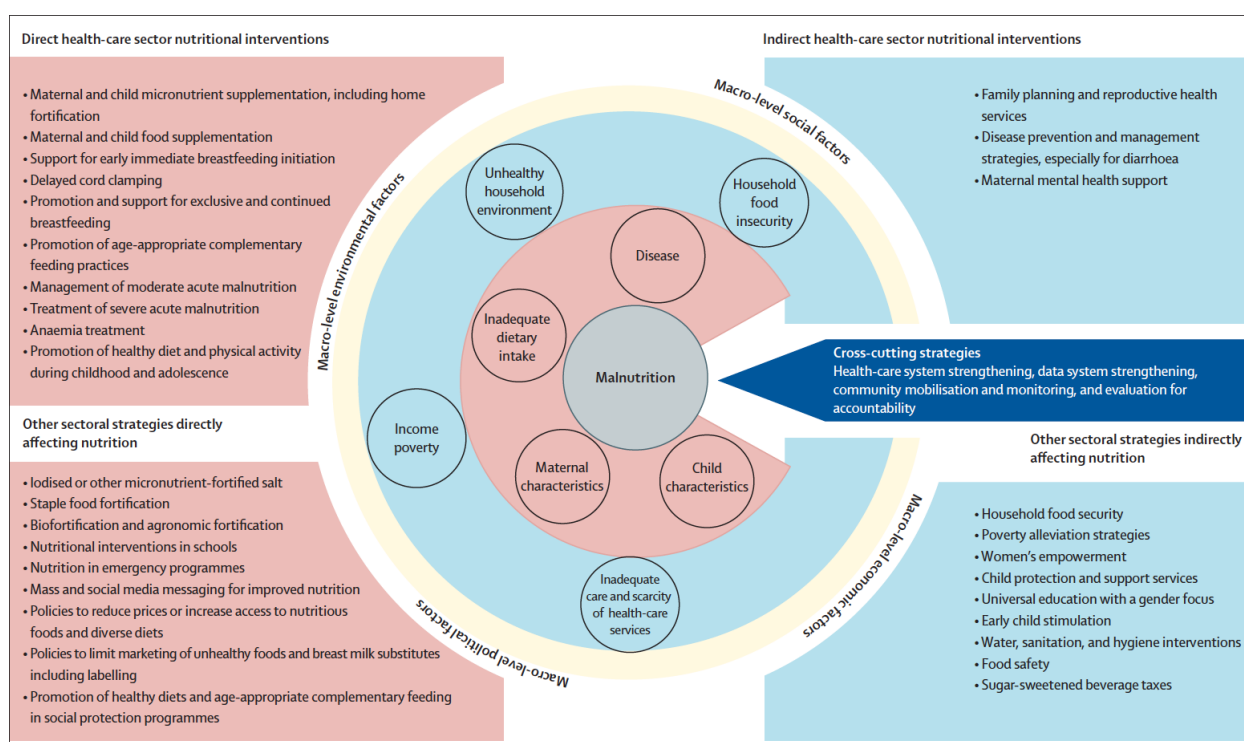 Direct health-care sector nutritional interventions
• Maternal and child micronutrient supplementation, including home
fortification
• Maternal and child food supplementation
• Support for early immediate breastfeeding initiation
• Delayed cord clamping
• Promotion and support for exclusive and continued
breastfeeding
• Promotion of age-appropriate complementary
feeding practices
• Management of moderate acute malnutrition
• Treatment of severe acute malnutrition
• Anaemia treatment
• Promotion of healthy diet and physical activity
during childhood and adolescence
Other sectoral strategies directly
affecting nutrition
• Iodised or other micronutrient-fortified salt
• Staple food fortification
• Biofortification and agronomic fortification
• Nutritional interventions in schools
• Nutrition in emergency programmes
• Mass and social media messaging for improved nutrition
• Policies to reduce prices or increase access to nutritious
foods and diverse diets
• Policies to limit marketing of unhealthy foods and breast milk substitutes
including labelling
• Promotion of healthy diets and age-appropriate complementary feeding
in social protection programmes
Macro-level environmental factors
Macro-level social factors
Macro-level political factors
Macro-level economic factors
Unhealthy
household
environment
Household
food
insecurity
Disease
Inadequate
dietary
intake
Malnutrition
Income
poverty
Maternal
characteristics
Child
characteristics
Inadequate
care and scarcity
of health-care
services
Indirect health-care sector nutritional interventions
• Family planning and reproductive health
services
• Disease prevention and management
strategies, especially for diarrhoea
• Maternal mental health support
Cross-cutting strategies
Health-care system strengthening, data system strengthening,
community mobilisation and monitoring, and evaluation for
accountability
Other sectoral strategies indirectly
affecting nutrition
• Household food security
• Poverty alleviation strategies
• Women's empowerment
• Child protection and support services
• Universal education with a gender focus
• Early child stimulation
• Water, sanitation, and hygiene interventions
• Food safety
• Sugar-sweetened beverage taxes